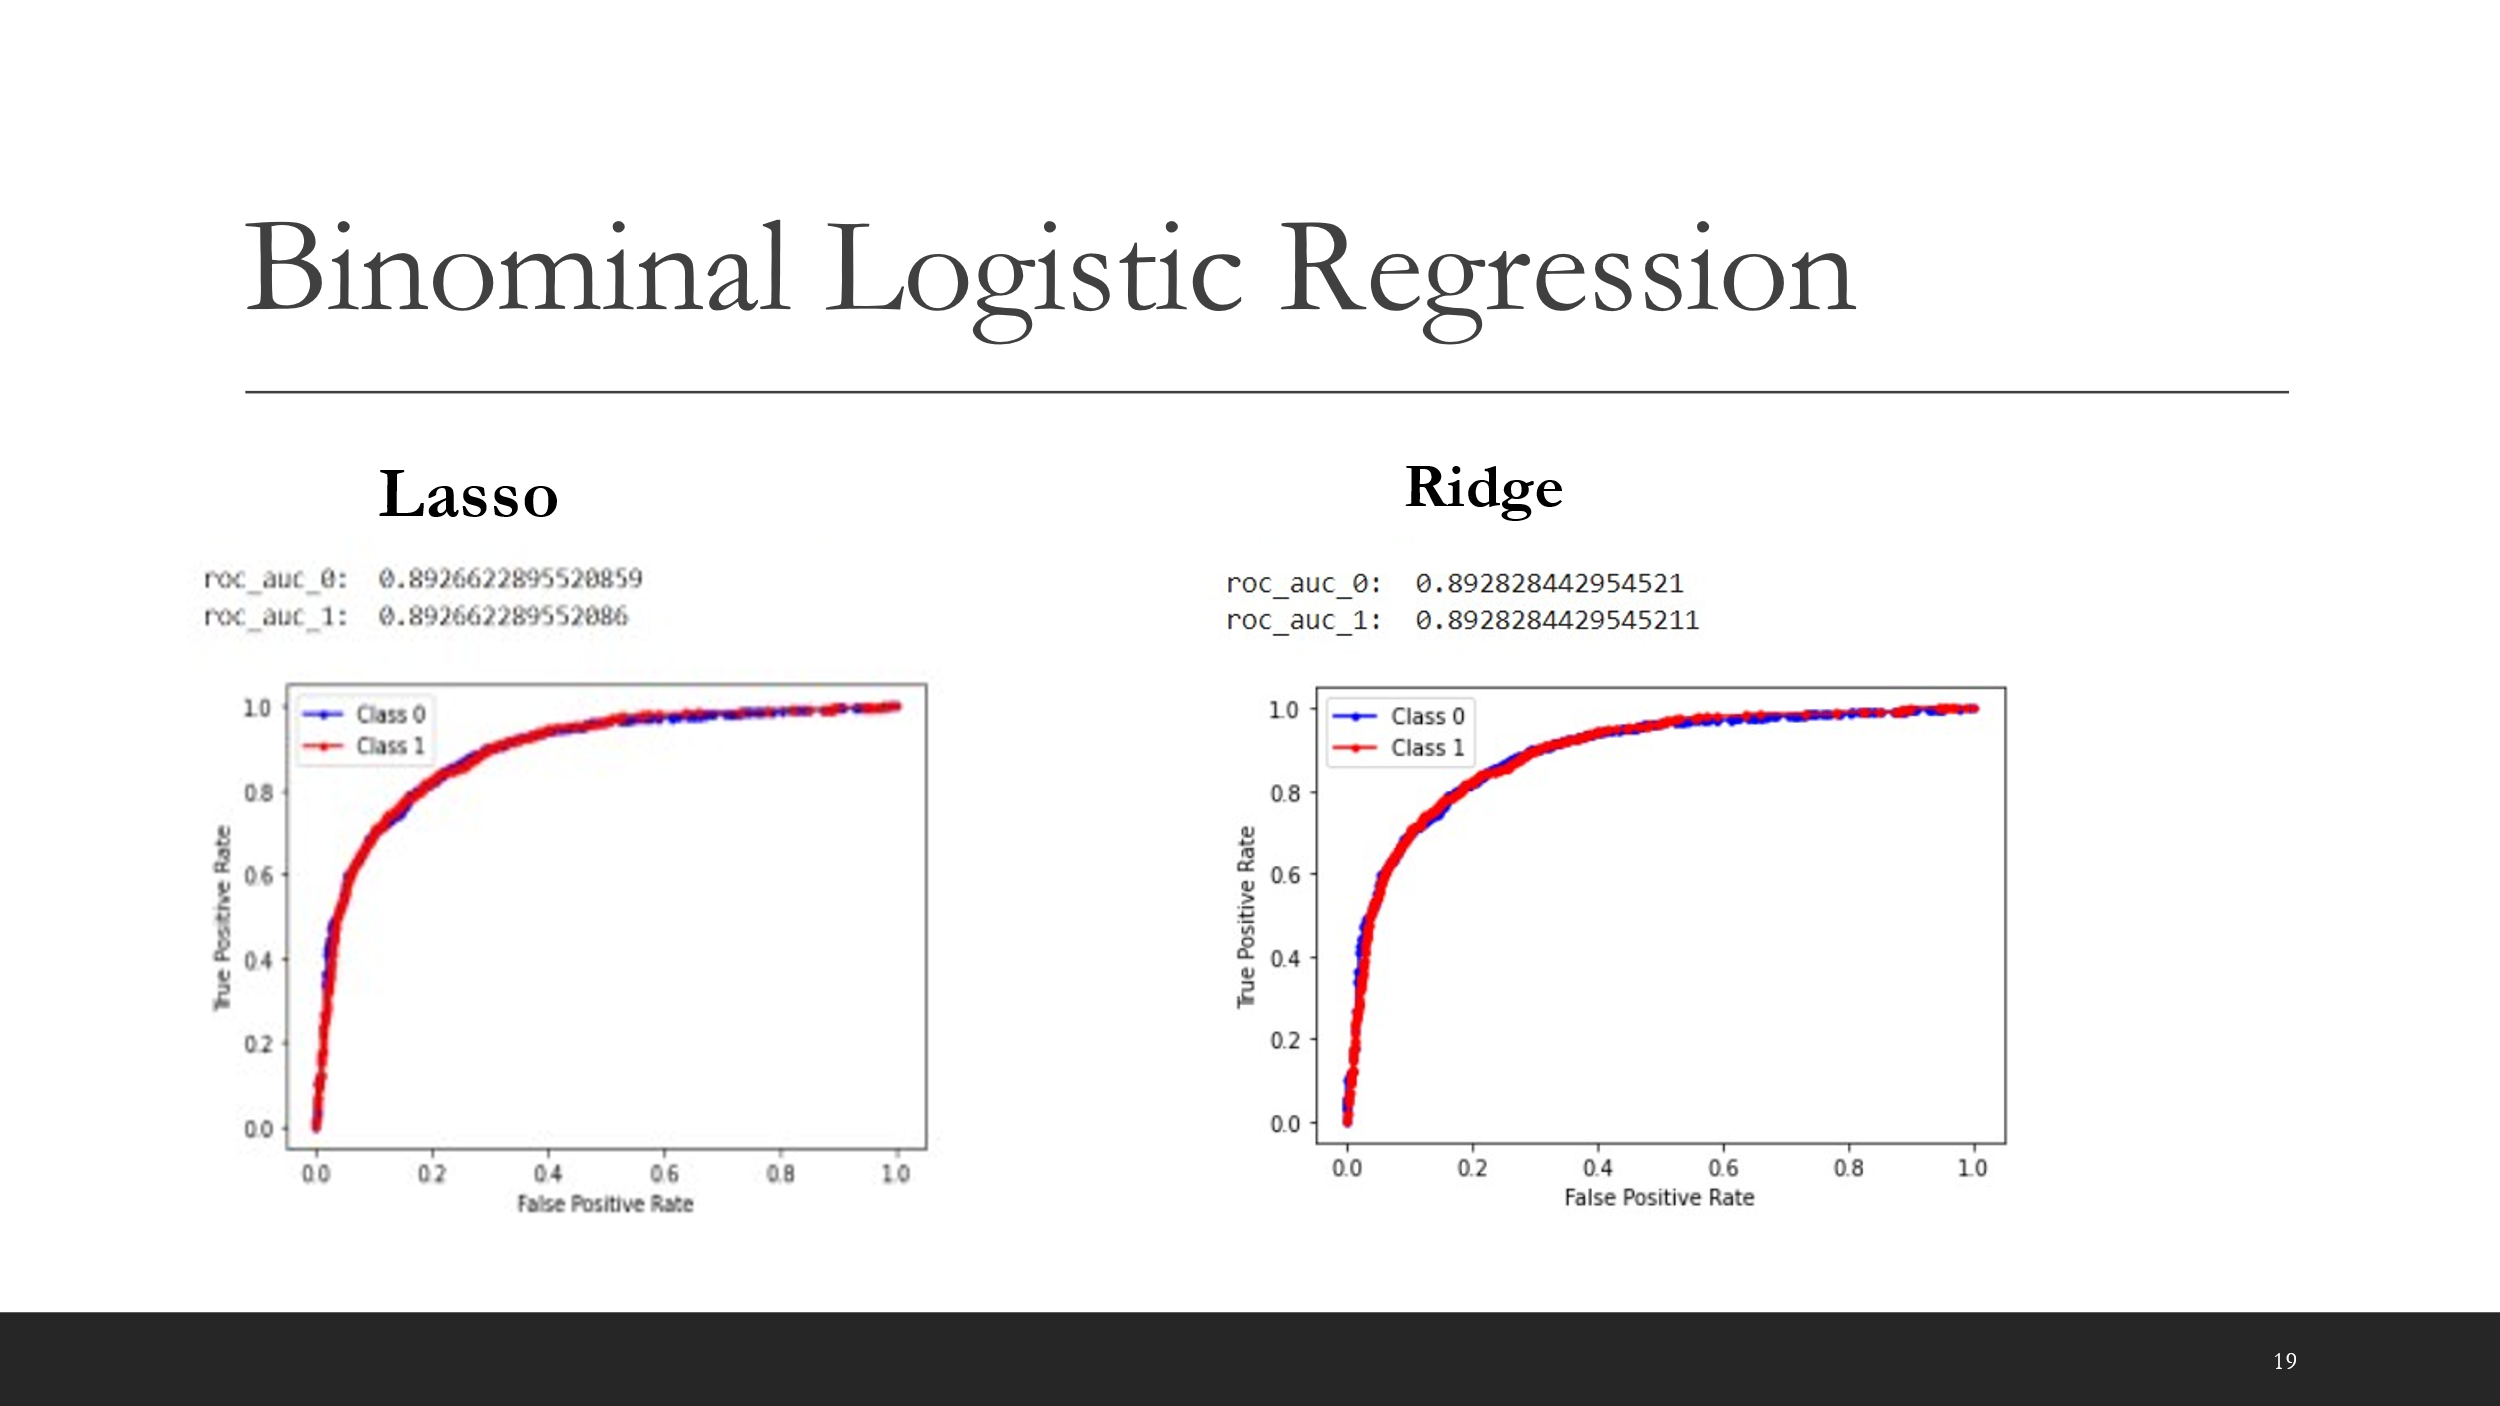 Binominal Logistic Regression
Lasso
roc_auc_0: 0.8926622895520859
roc_auc_1: 0.892662289552086
Class 0
Class 1
1.0
0.8
0.6
0.4
0.2
0.0
True Positive Rate
0.0 0.2 0.4 0.6 0.8 1.0
False Positive Rate
Ridge
roc_auc_0: 0.892828442954521
roc_auc_1: 0.8928284429545211
Class 0
Class 1
1.0
0.8
0.6
0.4
0.2
0.0
True Positive Rate
0.0 0.2 0.4 0.6 0.8 1.0
False Positive Rate
19